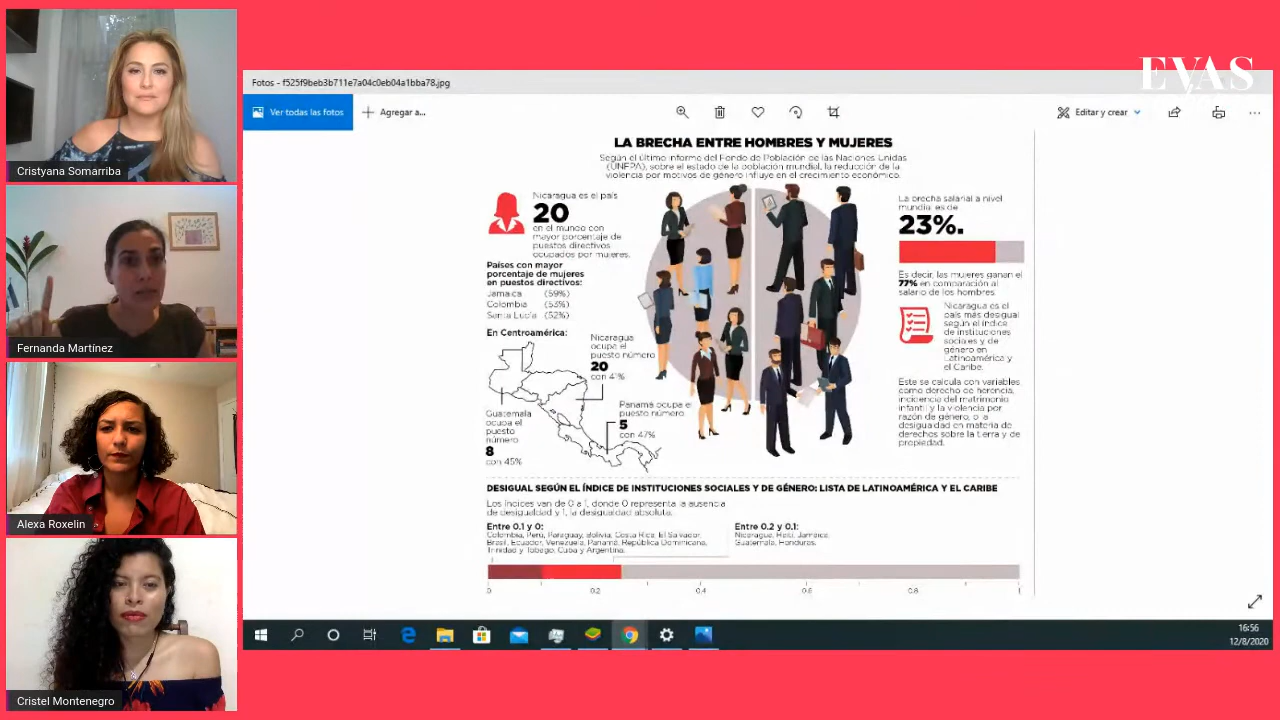 Cristyana Somarriba
Fernanda Martínez
Alexa Roxelin
Cristel Montenegro
EVAS
Fotos - f525f9beb3b711e7a04c0eb04a1bba78.jpg
Ver todas las fotos
Agregar a...
Editar y crear
LA BRECHA ENTRE HOMBRES Y MUJERES
Según el último informe del Fondo de Población de las Naciones Unidas
(UNFPA), sobre el estado de la población mundial, la reducción de la
violencia por motivos de género influye en el crecimiento económico.
Nicaragua es el país
20
en el mundo con
mayor porcentaje de
puestos directivos
ocupados por mujeres.
Países con mayor
porcentaje de mujeres
en puestos directivos:
Jamaica (59%)
Colombia (53%)
Santa Lucía (52%)
En Centroamérica:
Nicaragua
ocupa el
puesto número
20
con 41%
Panamá ocupa el
puesto número
5
con 47%
Guatemala
ocupa el
puesto
número
8
con 45%
La brecha salarial a nivel
mundial es de
23%.
Es decir, las mujeres ganan el
77% en comparación al
salario de los hombres.
Nicaragua es el
país más desigual
según el índice
de instituciones
sociales y de
género en
Latinoamérica y
el Caribe.
Este se calcula con variables
como derecho de herencia,
incidencia del matrimonio
infantil y la violencia por
razón de género, o la
desigualdad en materia de
derechos sobre la tierra y de
propiedad.
DESIGUAL SEGÚN EL ÍNDICE DE INSTITUCIONES SOCIALES Y DE GÉNERO: LISTA DE LATINOAMÉRICA Y EL CARIBE
Los índices van de 0 a 1, donde 0 representa la ausencia
de desigualdad y 1, la desigualdad absoluta.
Entre 0.1 y 0:
Colombia, Perú, Paraguay, Bolivia, Costa Rica, El Salvador,
Brasil, Ecuador, Venezuela, Panamá, República Dominicana,
Trinidad y Tobago, Cuba y Argentina.
Entre 0.2 y 0.1:
Nicaragua, Haití, Jamaica,
Guatemala, Honduras.
0 0.2 0.4 0.6 0.8 1
16:56
12/8/2020